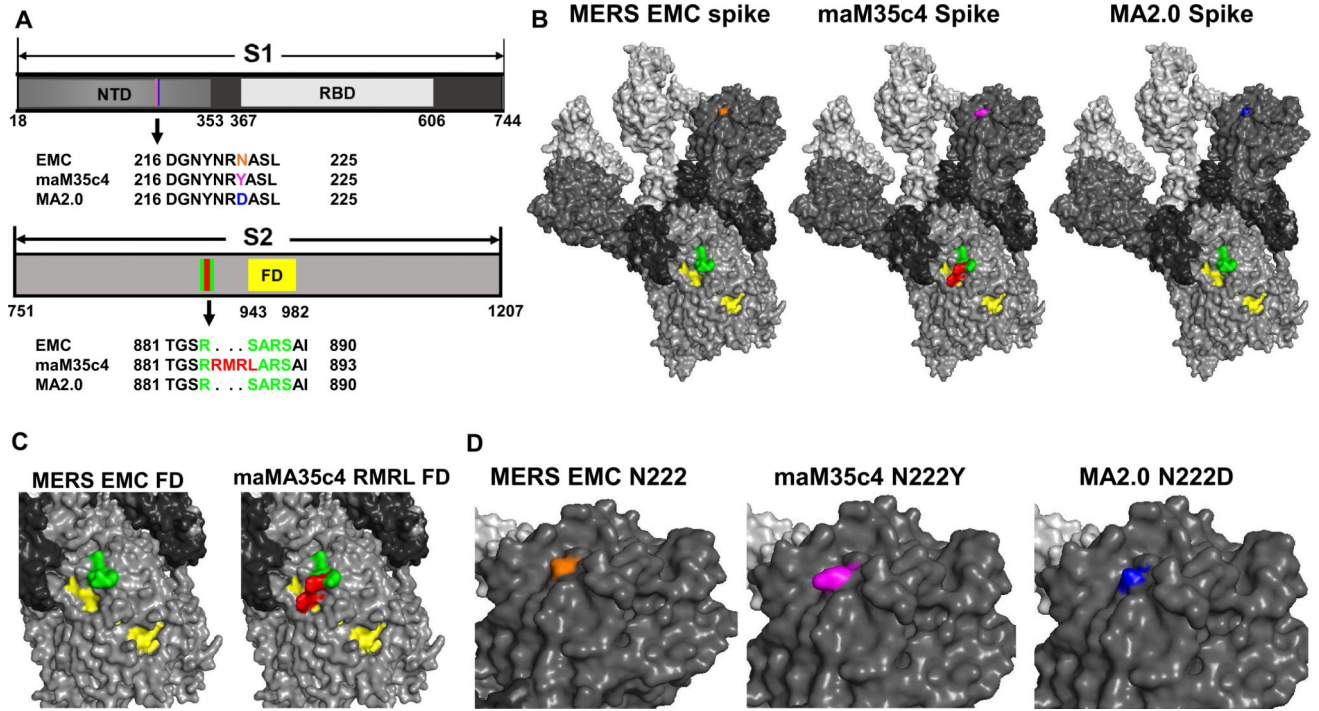 A
S1
NTD RBD
18 353 367 606 744
EMC 216 DGNYNRNASL 225
maM35c4 216 DGNYNRYASL 225
MA2.0 216 DGNYNRDASL 225
S2
FD
751 943 982 1207
EMC 881 TGSR . . . SARSAI 890
maM35c4 881 TGSRRMRLARSAI 893
MA2.0 881 TGSR . . . SARSAI 890
B
MERS EMC spike maM35c4 Spike MA2.0 Spike
C
MERS EMC FD maMA35c4 RMRL FD
D
MERS EMC N222 maM35c4 N222Y MA2.0 N222D